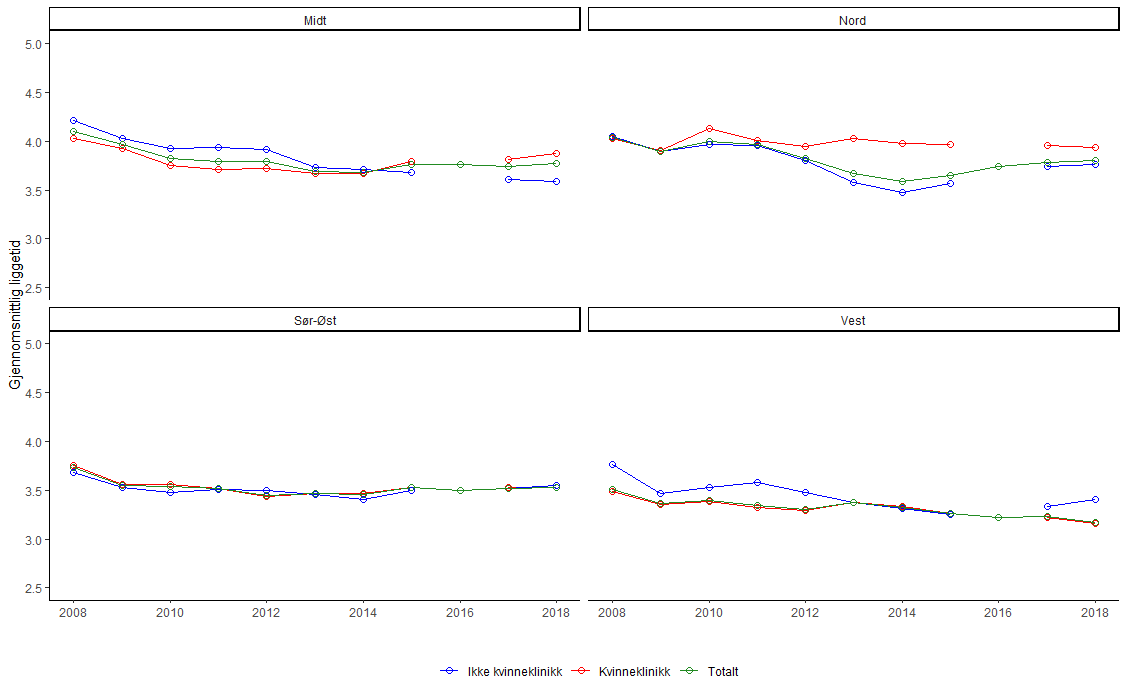 Midt
Nord
5.0
4.5
4.0
3.5
3.0
2.5
Sør-Øst
Vest
5.0
4.5
4.0
3.5
3.0
2.5
Gjennomsnittlig liggetid
2008 2010 2012 2014 2016 2018
2008 2010 2012 2014 2016 2018
Ikke kvinneklinikk Kvinneklinikk Totalt